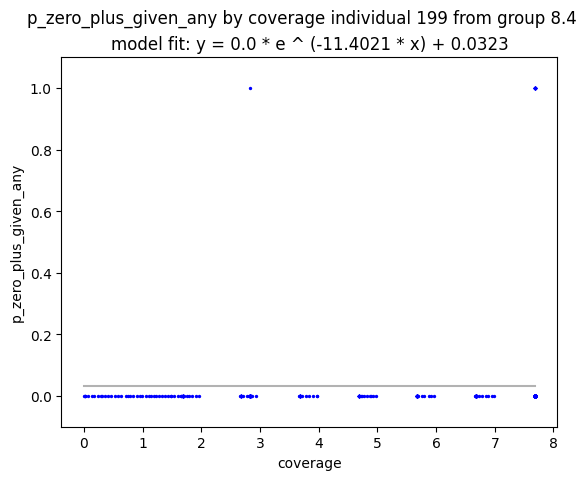 p_zero_plus_given_any by coverage individual 199 from group 8.4
model fit: y = 0.0 * e ^ (-11.4021 * x) + 0.0323
1.0
0.8
0.6
0.4
0.2
0.0
p_zero_plus_given_any
0 1 2 3 4 5 6 7 8
coverage